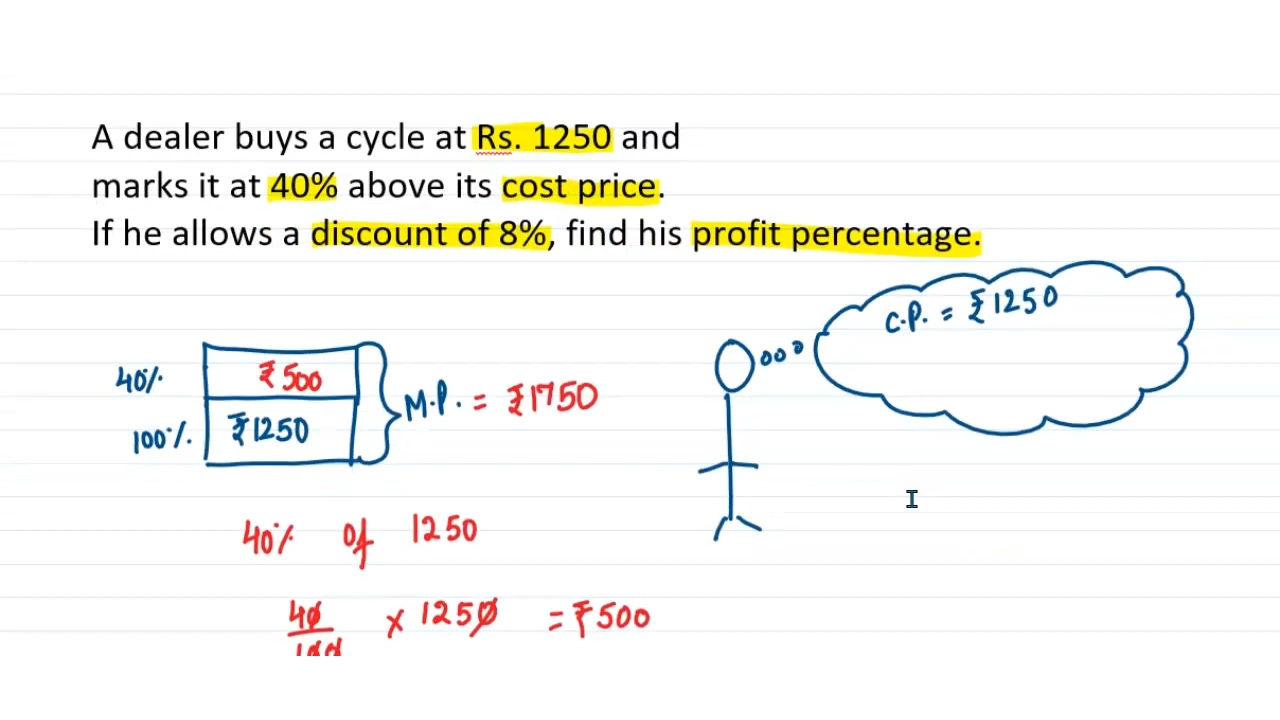 A dealer buys a cycle at Rs. 1250 and
marks it at 40% above its cost price.
If he allows a discount of 8%, find his profit percentage.
C.P. = ₹1250
40% ₹500
M.P. = ₹1750
100% ₹1250
40% of 1250
40/100 × 1250 = ₹500